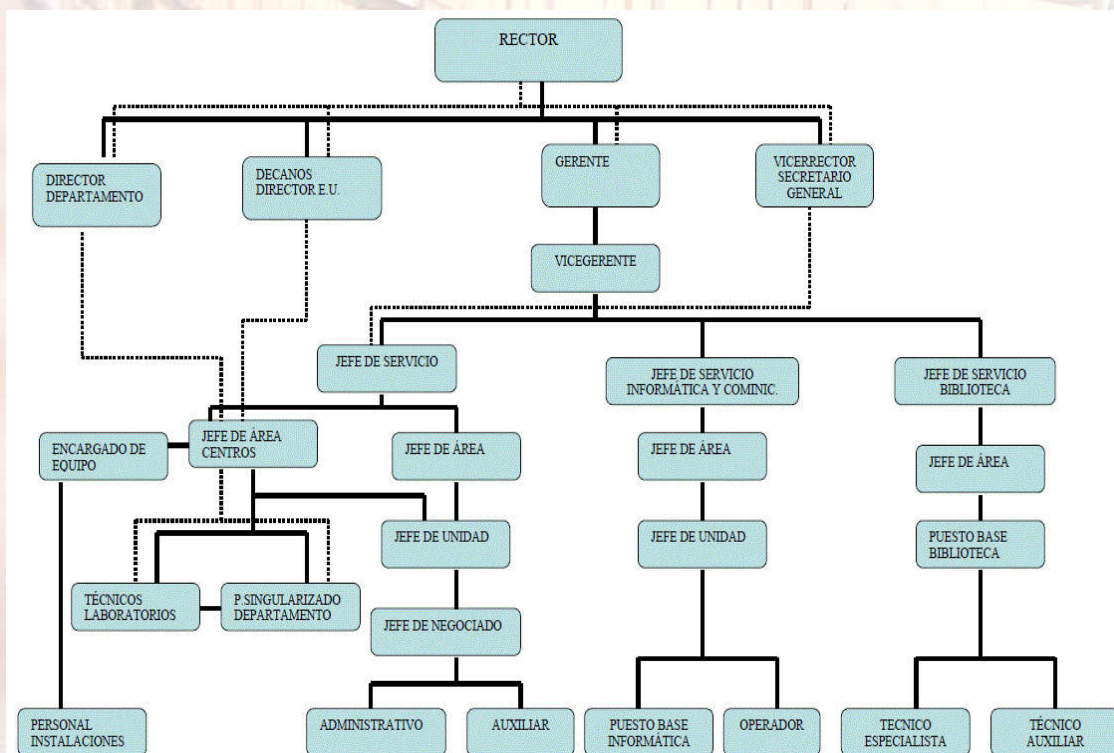 RECTOR
DIRECTOR
DEPARTAMENTO
DECANOS
DIRECTOR E.U.
GERENTE
VICERRECTOR
SECRETARIO
GENERAL
VICEGERENTE
JEFE DE SERVICIO
JEFE DE SERVICIO
INFORMÁTICA Y COMINIC.
JEFE DE SERVICIO
BIBLIOTECA
ENCARGADO DE
EQUIPO
JEFE DE ÁREA
CENTROS
JEFE DE ÁREA
JEFE DE ÁREA
JEFE DE ÁREA
JEFE DE UNIDAD
JEFE DE UNIDAD
PUESTO BASE
BIBLIOTECA
TÉCNICOS
LABORATORIOS
P.SINGULARIZADO
DEPARTAMENTO
JEFE DE NEGOCIADO
PERSONAL
INSTALACIONES
ADMINISTRATIVO
AUXILIAR
PUESTO BASE
INFORMÁTICA
OPERADOR
TECNICO
ESPECIALISTA
TÉCNICO
AUXILIAR